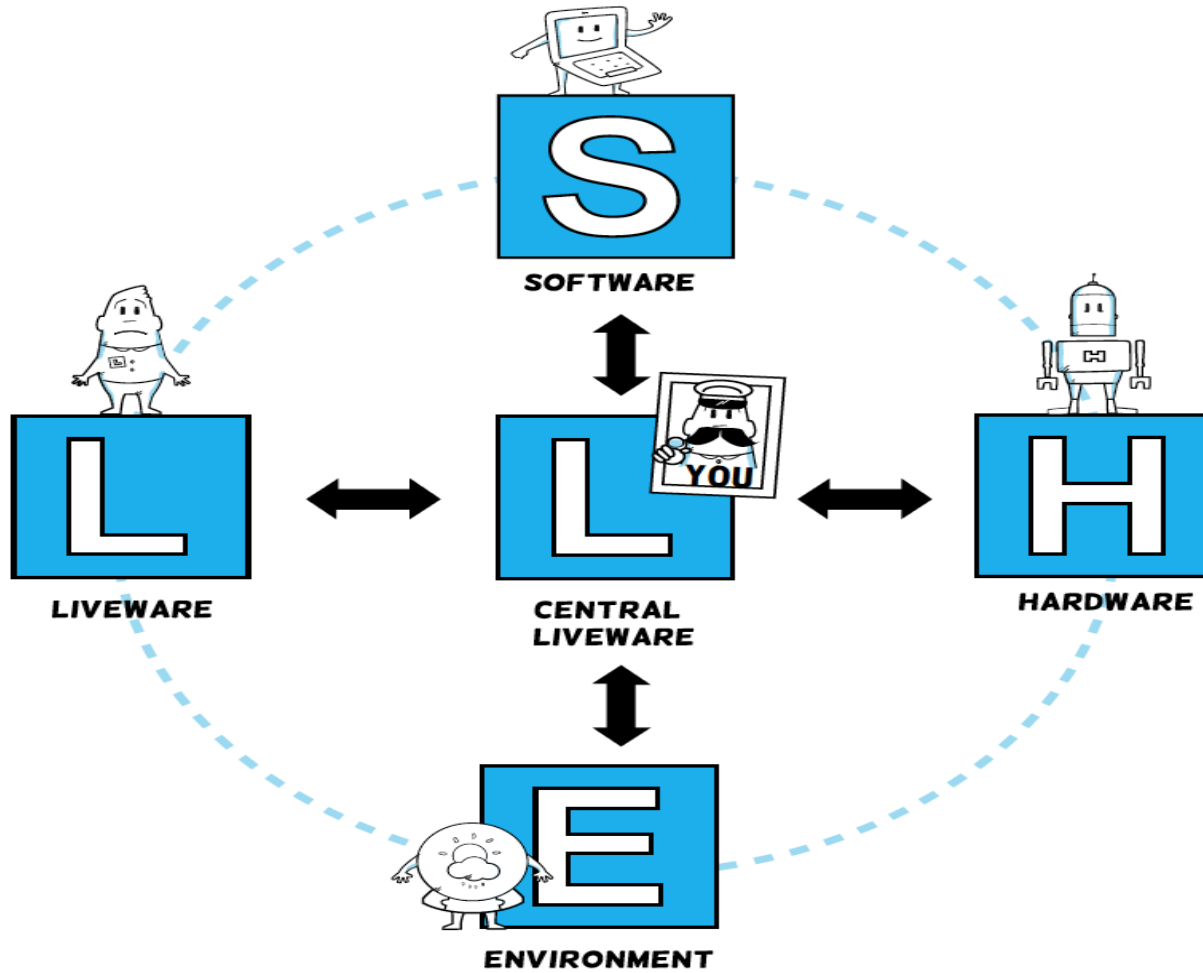 S
SOFTWARE
L
H
L
LIVEWARE
L
YOU
CENTRAL
LIVEWARE
H
HARDWARE
E
ENVIRONMENT